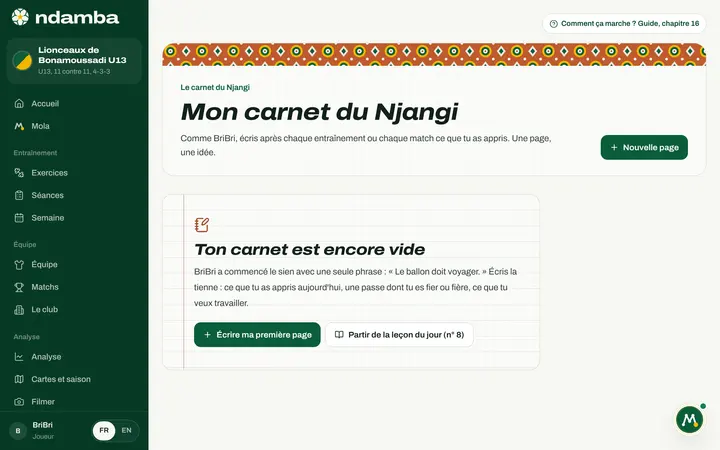 ndamba
Lionceaux de
Bonamoussadi U13
U13, 11 contre 11, 4-3-3
Accueil
Mola
Entraînement
Exercices
Séances
Semaine
Équipe
Équipe
Matchs
Le club
Analyse
Analyse
Cartes et saison
Filmer
B
BriBri
Joueur
FR
EN
Comment ça marche ? Guide, chapitre 16
Le carnet du Njangi
Mon carnet du Njangi
Comme BriBri, écris après chaque entraînement ou chaque match ce que tu as appris. Une page,
une idée.
+ Nouvelle page
Ton carnet est encore vide
BriBri a commencé le sien avec une seule phrase : « Le ballon doit voyager. » Écris la
tienne : ce que tu as appris aujourd'hui, une passe dont tu es fier ou fière, ce que tu
veux travailler.
+ Écrire ma première page
Partir de la leçon du jour (n° 8)
M